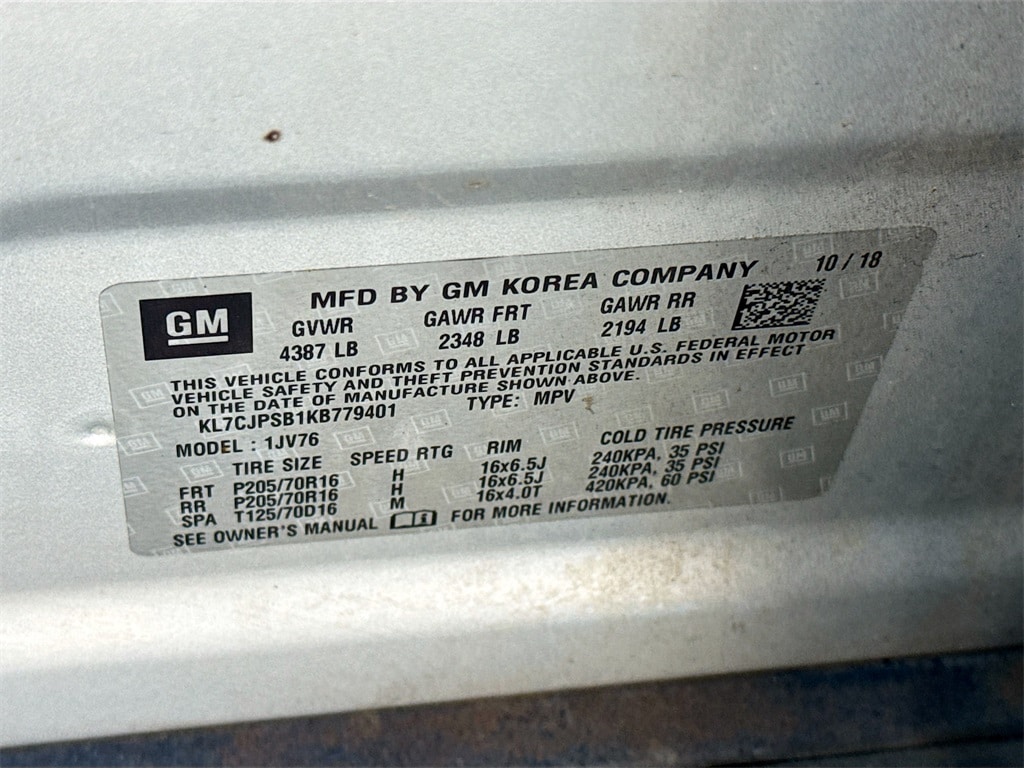 GM
MFD BY GM KOREA COMPANY 10 / 18
GVWR GAWR FRT GAWR RR
4387 LB 2348 LB 2194 LB
THIS VEHICLE CONFORMS TO ALL APPLICABLE U.S. FEDERAL MOTOR
VEHICLE SAFETY AND THEFT PREVENTION STANDARDS IN EFFECT
ON THE DATE OF MANUFACTURE SHOWN ABOVE.
KL7CJPSB1KB779401 TYPE: MPV
MODEL : 1JV76
TIRE SIZE SPEED RTG RIM COLD TIRE PRESSURE
FRT P205/70R16 H 16x6.5J 240KPA, 35 PSI
RR P205/70R16 H 16x6.5J 240KPA, 35 PSI
SPA T125/70D16 M 16x4.0T 420KPA, 60 PSI
SEE OWNER'S MANUAL FOR MORE INFORMATION.